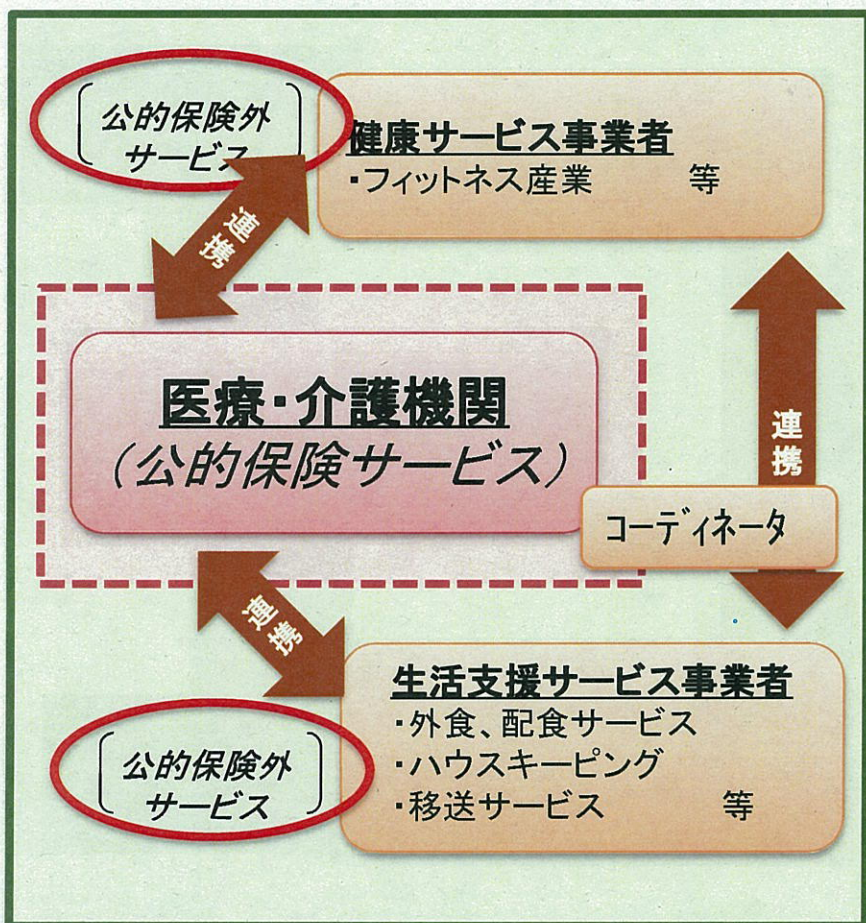 公的保険外
サービス
健康サービス事業者
・フィットネス産業 等
連携
医療・介護機関
(公的保険サービス)
連携
コーディネータ
連携
生活支援サービス事業者
・外食、配食サービス
・ハウスキーピング
・移送サービス 等
公的保険外
サービス